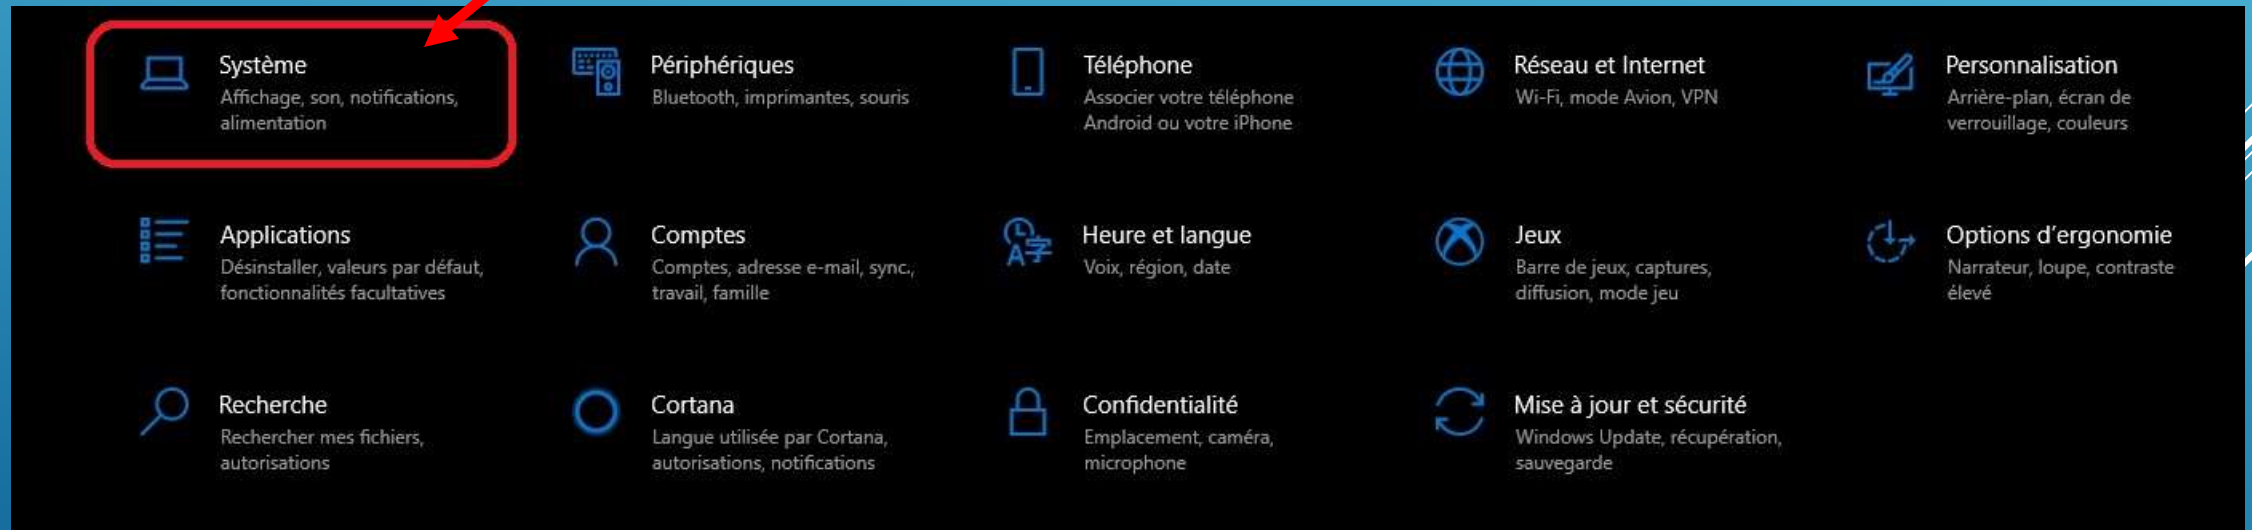 Système
Affichage, son, notifications,
alimentation
Périphériques
Bluetooth, imprimantes, souris
Téléphone
Associer votre téléphone
Android ou votre iPhone
Réseau et Internet
Wi-Fi, mode Avion, VPN
Personnalisation
Arrière-plan, écran de
verrouillage, couleurs
Applications
Désinstaller, valeurs par défaut,
fonctionnalités facultatives
Comptes
Comptes, adresse e-mail, sync.,
travail, famille
Heure et langue
Voix, région, date
Jeux
Barre de jeux, captures,
diffusion, mode jeu
Options d'ergonomie
Narrateur, loupe, contraste
élevé
Recherche
Rechercher mes fichiers,
autorisations
Cortana
Langue utilisée par Cortana,
autorisations, notifications
Confidentialité
Emplacement, caméra,
microphone
Mise à jour et sécurité
Windows Update, récupération,
sauvegarde